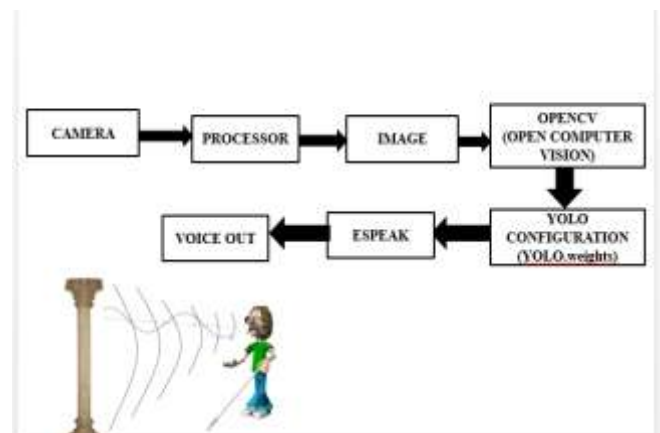 CAMERA
PROCESSOR
IMAGE
OPENCV
(OPEN COMPUTER
VISION)
YOLO
CONFIGURATION
(YOLO.weights)
ESPEAK
VOICE OUT